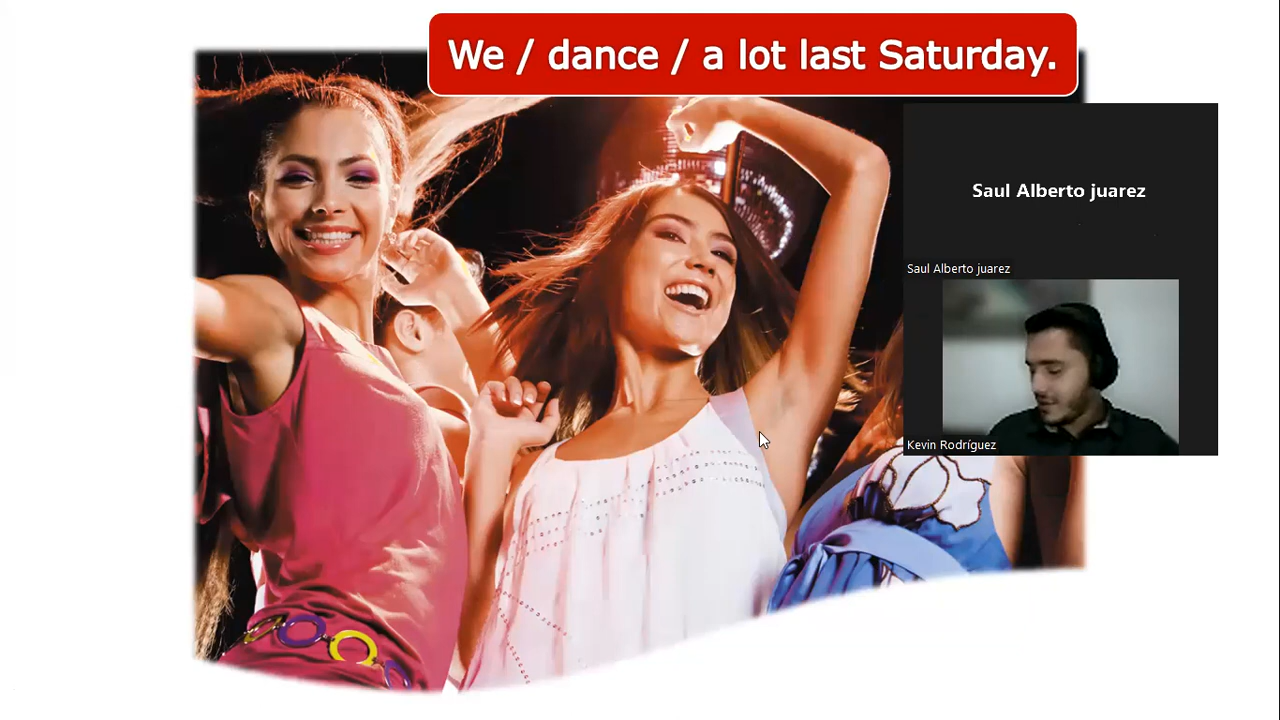 We / dance / a lot last Saturday.
Saul Alberto juarez
Saul Alberto juarez
Kevin Rodríguez